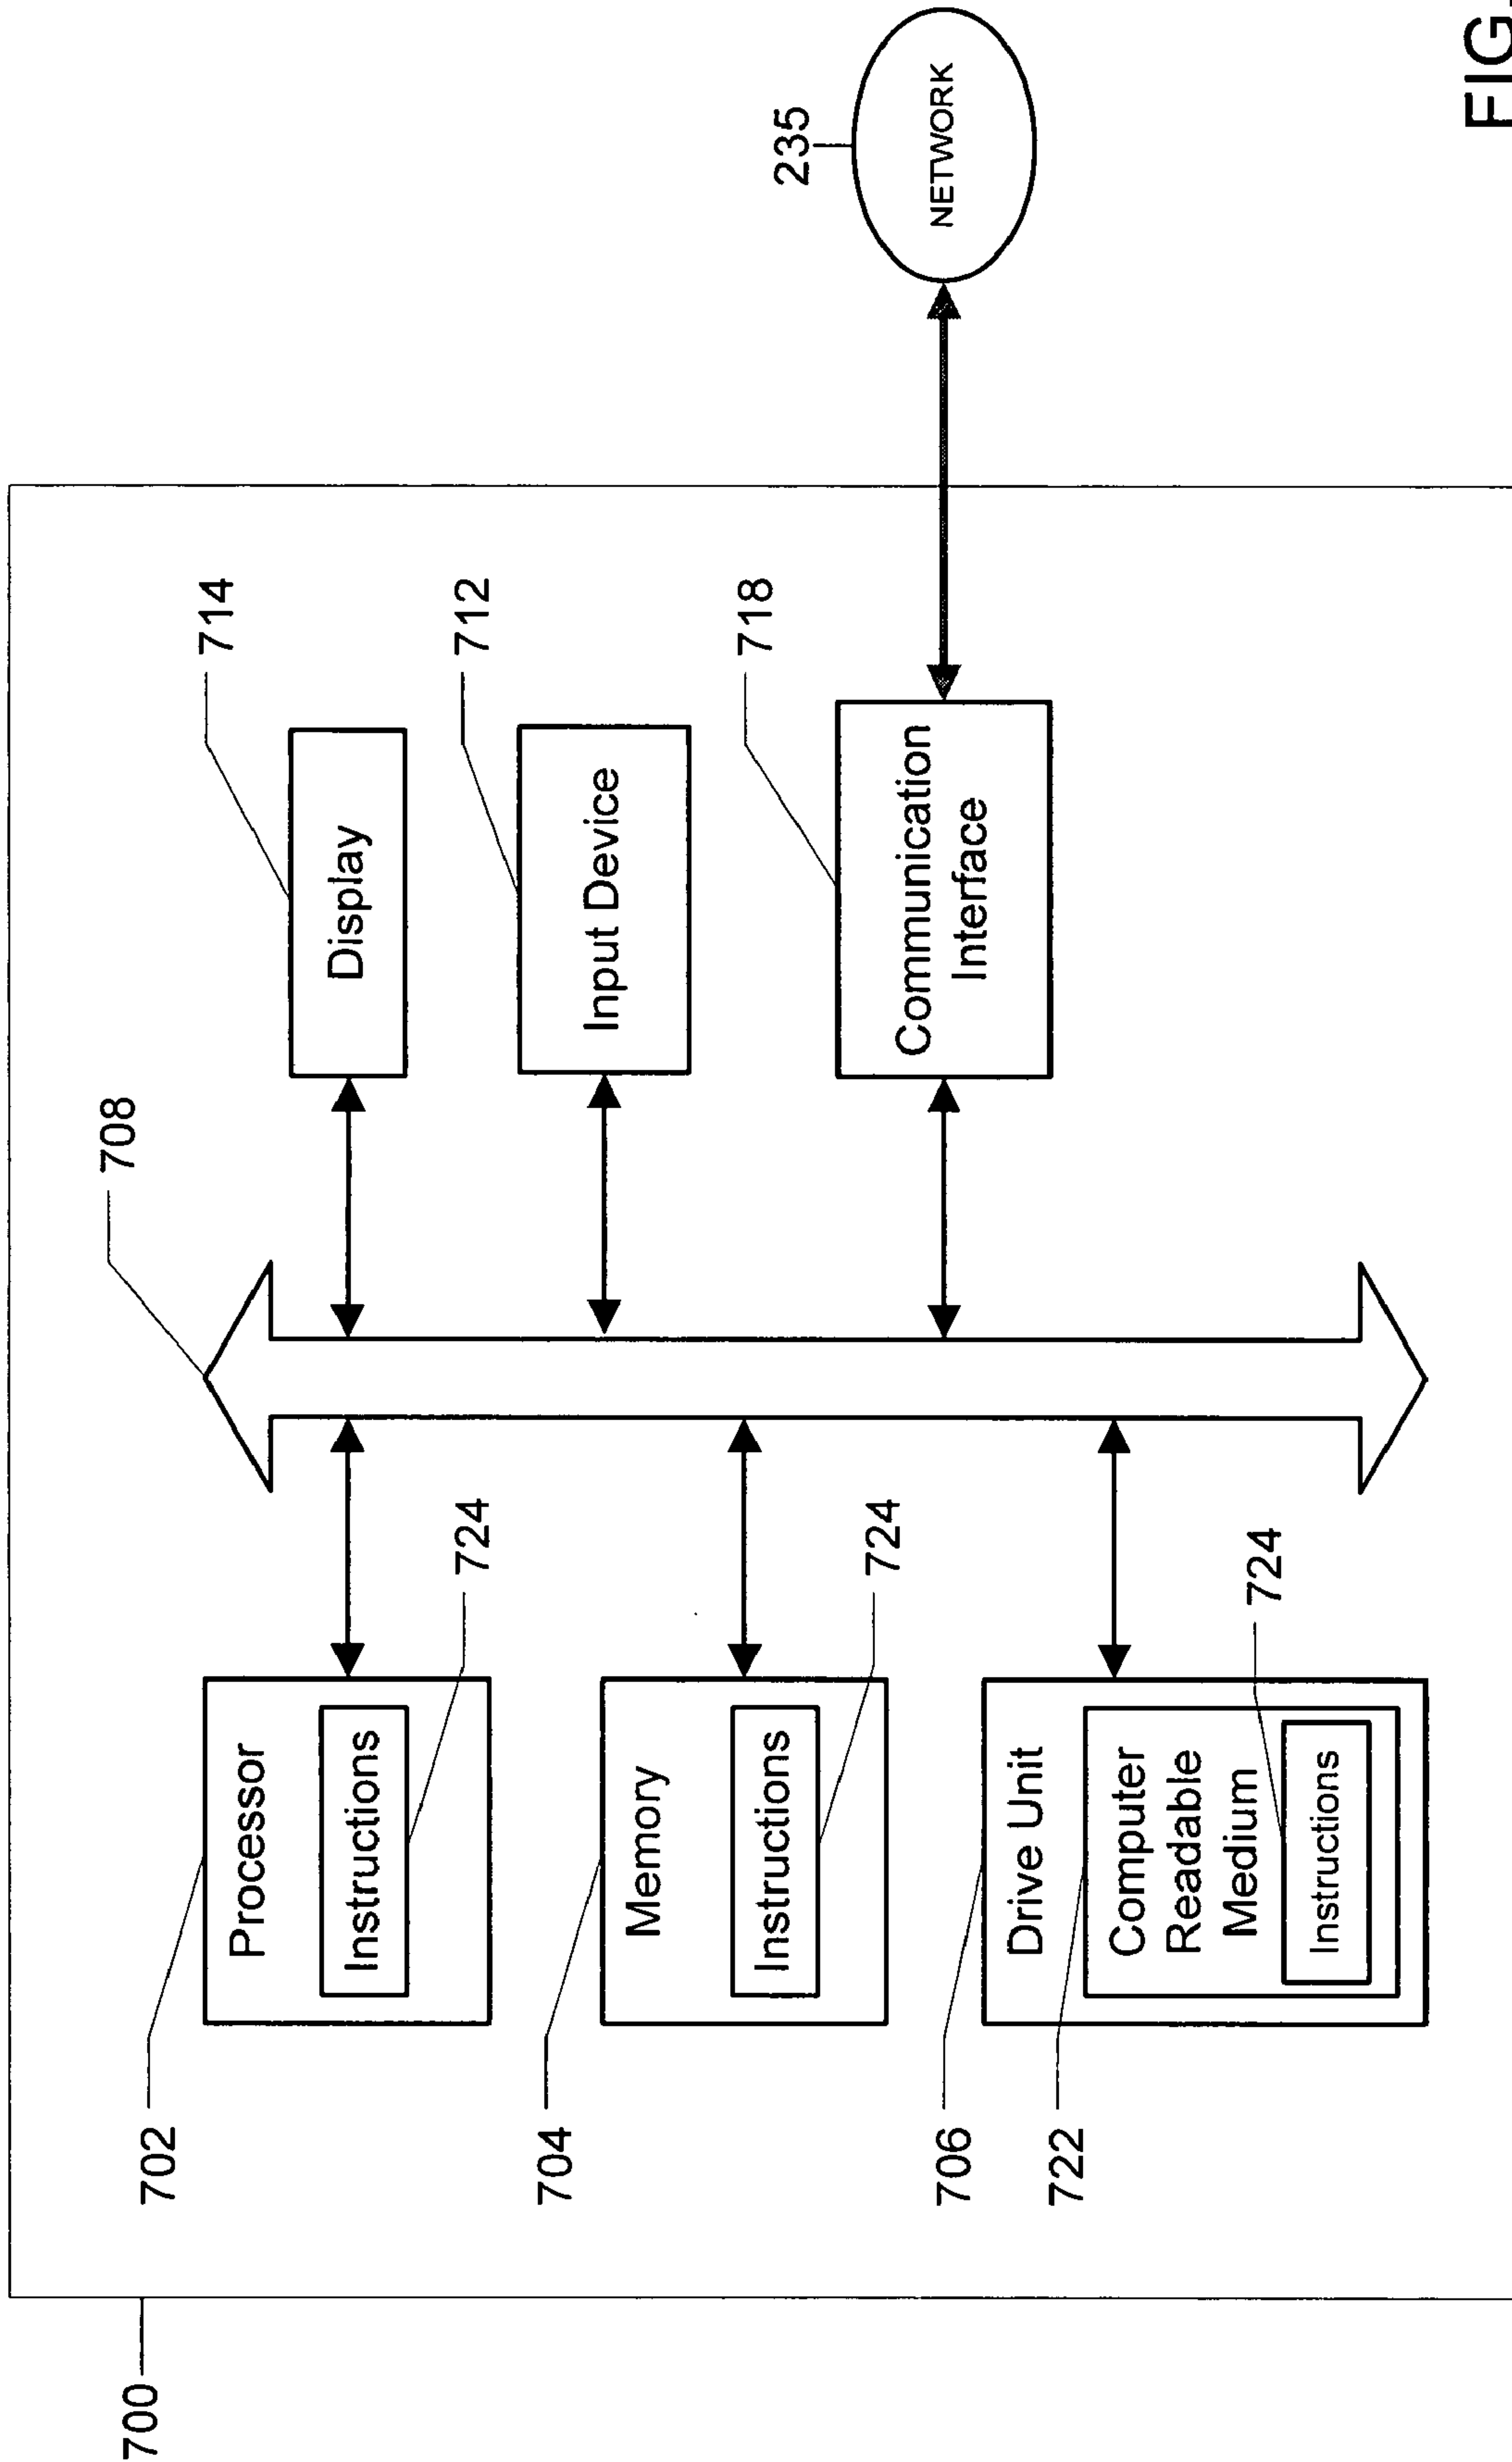 700
702
Processor
Instructions
724
704
Memory
Instructions
724
706
722
Drive Unit
Computer
Readable
Medium
Instructions
724
708
714
Display
712
Input Device
718
Communication
Interface
235
NETWORK
FIG.